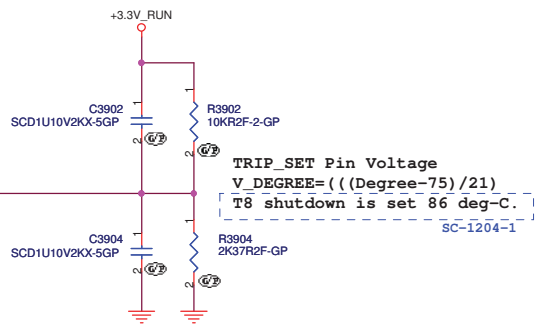 +3.3V_RUN
1
1
C3902
SCD1U10V2KX-5GP
R3902
10KR2F-2-GP
2
G/P
2
G/P
TRIP_SET Pin Voltage
V_DEGREE=(((Degree-75)/21)
T8 shutdown is set 86 deg-C.
SC-1204-1
1
1
C3904
SCD1U10V2KX-5GP
R3904
2K37R2F-GP
2
G/P
2
G/P